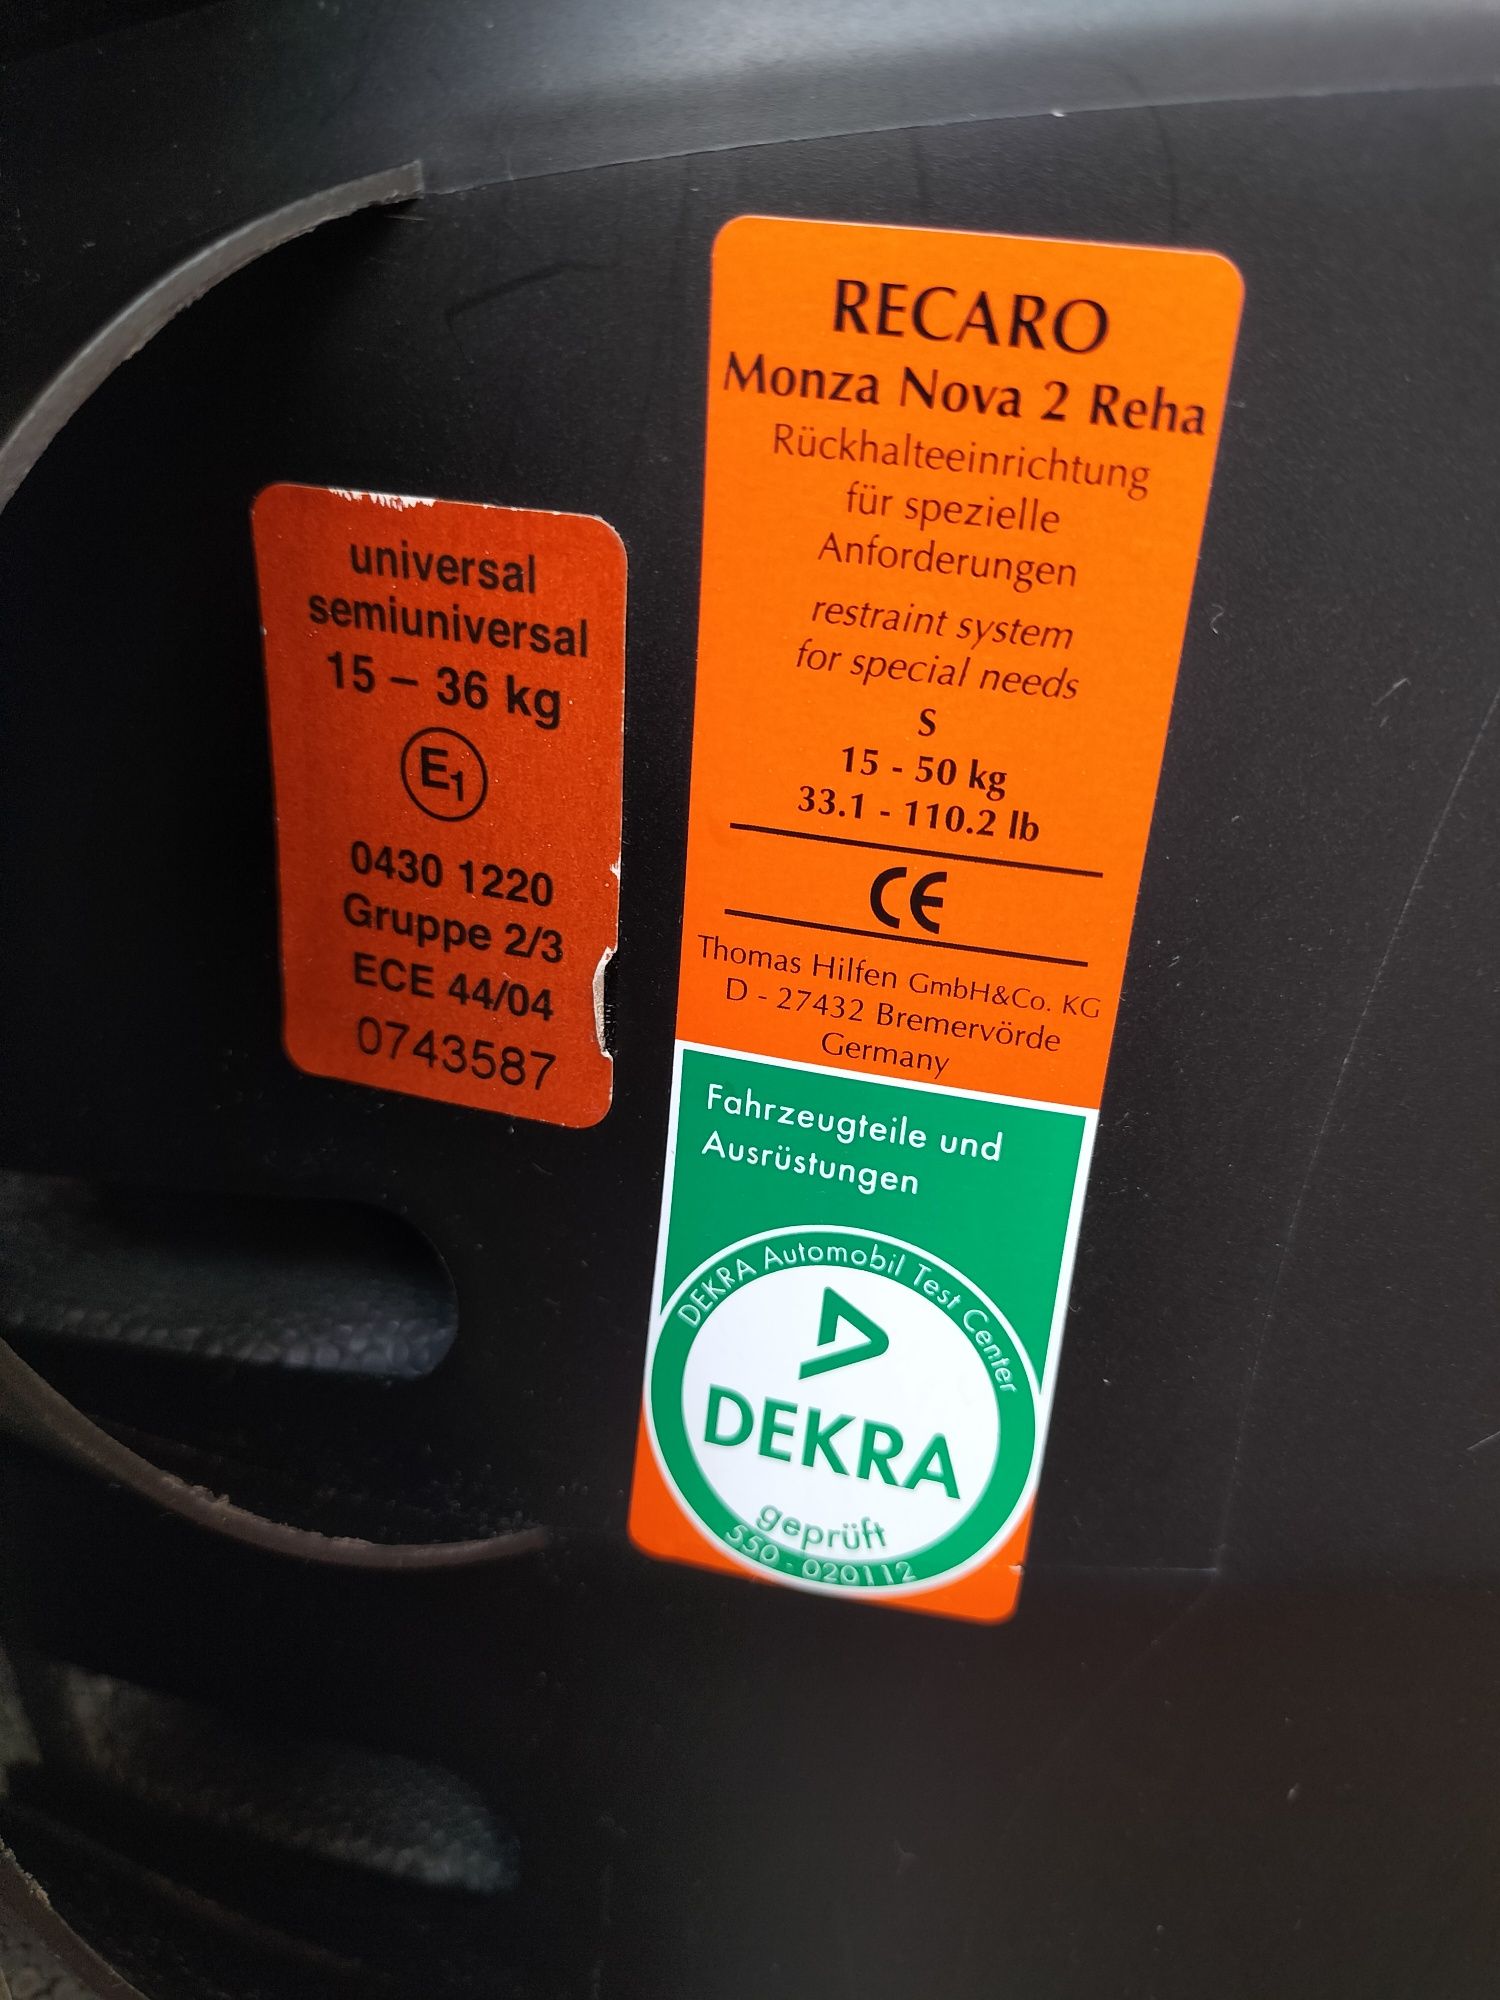 universal
semiuniversal
15 – 36 kg
E1
0430 1220
Gruppe 2/3
ECE 44/04
0743587
RECARO
Monza Nova 2 Reha
Rückhalteeinrichtung
für spezielle
Anforderungen
restraint system
for special needs
S
15 - 50 kg
33.1 - 110.2 lb
CE
Thomas Hilfen GmbH&Co. KG
D - 27432 Bremervörde
Germany
Fahrzeugteile und
Ausrüstungen
DEKRA Automobil Test Center
DEKRA
geprüft
550 - 020112